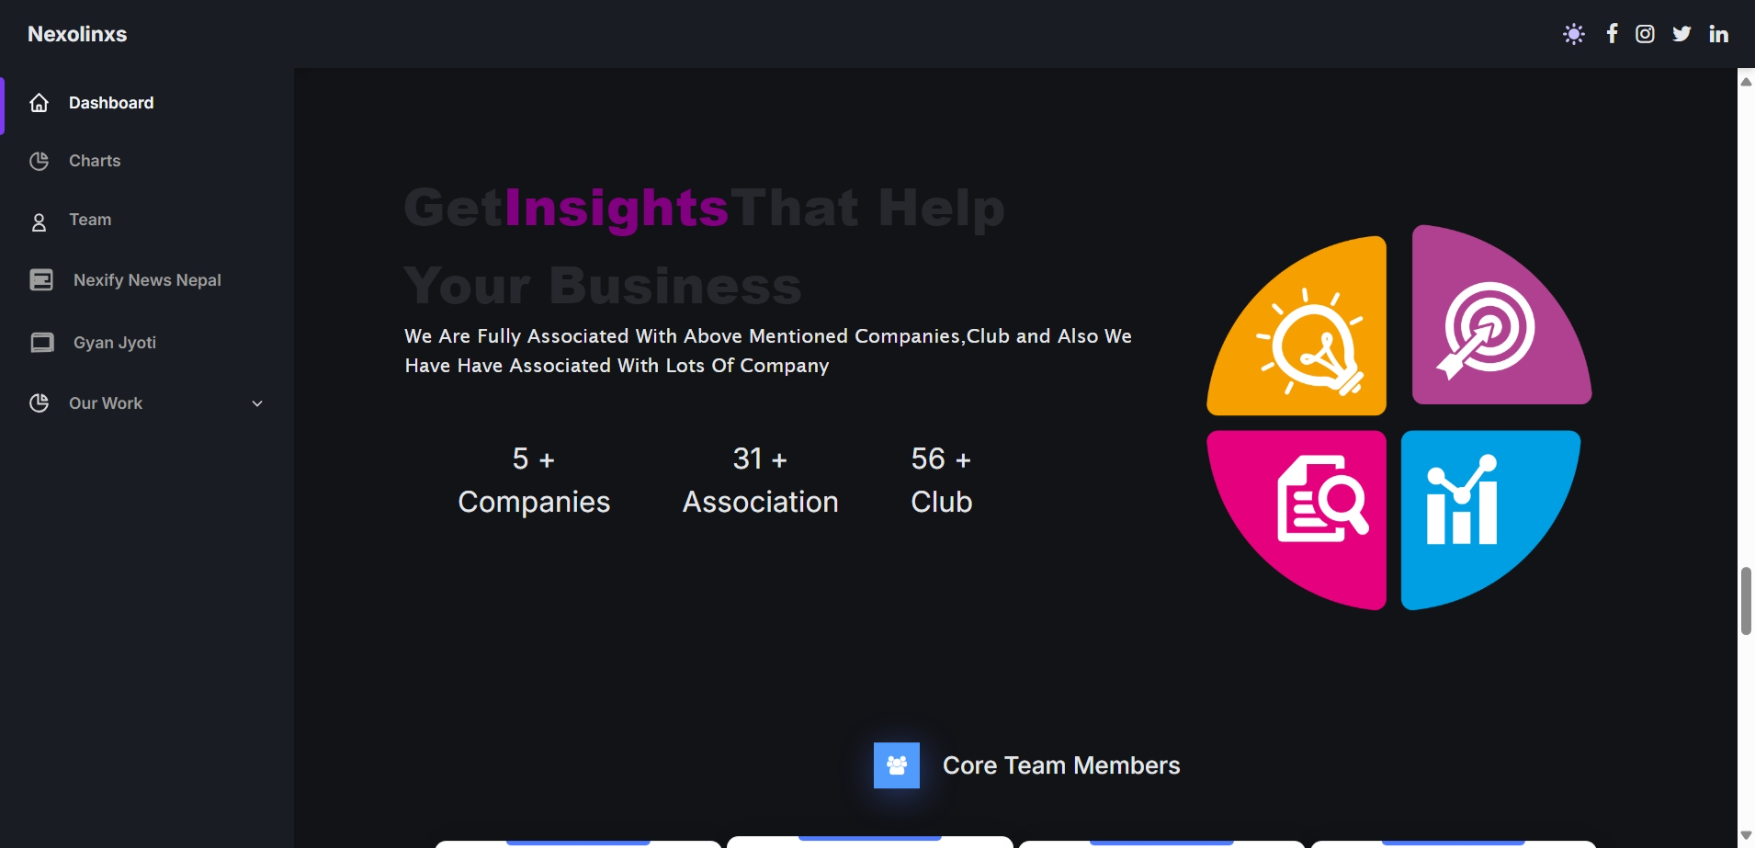 Nexolinxs
Dashboard
Charts
Team
Nexify News Nepal
Gyan Jyoti
Our Work
GetInsightsThat Help
Your Business
We Are Fully Associated With Above Mentioned Companies,Club and Also We
Have Have Associated With Lots Of Company
5 +
Companies
31 +
Association
56 +
Club
Core Team Members